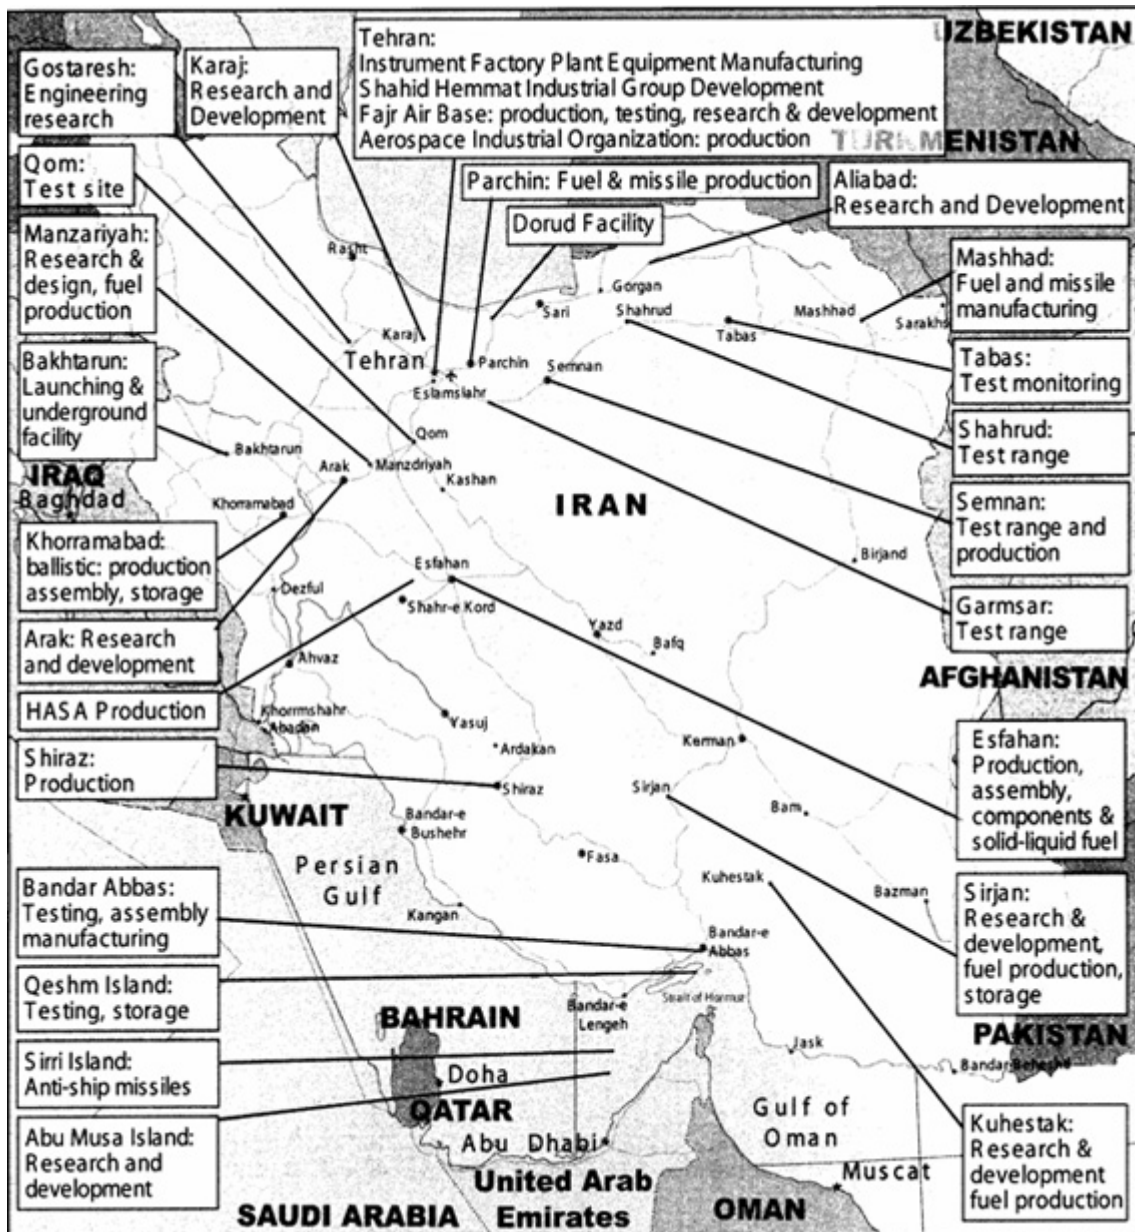 UZBEKISTAN
Gostaresh:
Engineering
research
Karaj:
Research and
Development
Tehran:
Instrument Factory Plant Equipment Manufacturing
Shahid Hemmat Industrial Group Development
Fajr Air Base: production, testing, research & development
Aerospace Industrial Organization: production
TURKMENISTAN
Qom:
Test site
Parchin: Fuel & missile production
Aliabad:
Research and Development
Dorud Facility
Manzariyah:
Research &
design, fuel
production
Mashhad:
Fuel and missile
manufacturing
Rasht
Gorgan
Sari
Shahrud
Tabas
Mashhad
Sarakhs
Karaj
Tehran
Parchin
Semnan
Eslamslahr
Bakhtarun:
Launching &
underground
facility
Tabas:
Test monitoring
Shahrud:
Test range
Qom
Bakhtarun
Arak
Manzdriyah
Kashan
IRAQ
Baghdad
Khorramabad
IRAN
Semnan:
Test range and
production
Khorramabad:
ballistic: production
assembly, storage
Esfahan
Birjand
Dezful
Shahr-e Kord
Garmsar:
Test range
Arak: Research
and development
Yazd
Bafq
Ahvaz
AFGHANISTAN
HASA Production
Khorrmshahr
Abadan
Yasuj
Ardakan
Kerman
Esfahan:
Production,
assembly,
components &
solid-liquid fuel
Shiraz:
Production
Shiraz
Sirjan
Bam
KUWAIT
Bandar-e
Bushehr
Fasa
Persian
Gulf
Kuhestak
Bazman
Bandar Abbas:
Testing, assembly
manufacturing
Kangan
Sirjan:
Research &
development,
fuel production,
storage
Bandar-e
Abbas
Qeshm Island:
Testing, storage
Strait of Hormuz
Bandar-e
Lengeh
BAHRAIN
PAKISTAN
Jask
Bandar Beheshti
Sirri Island:
Anti-ship missiles
Doha
QATAR
Gulf of
Oman
Abu Musa Island:
Research and
development
Abu Dhabi
Kuhestak:
Research &
development
fuel production
Muscat
United Arab
Emirates
OMAN
SAUDI ARABIA